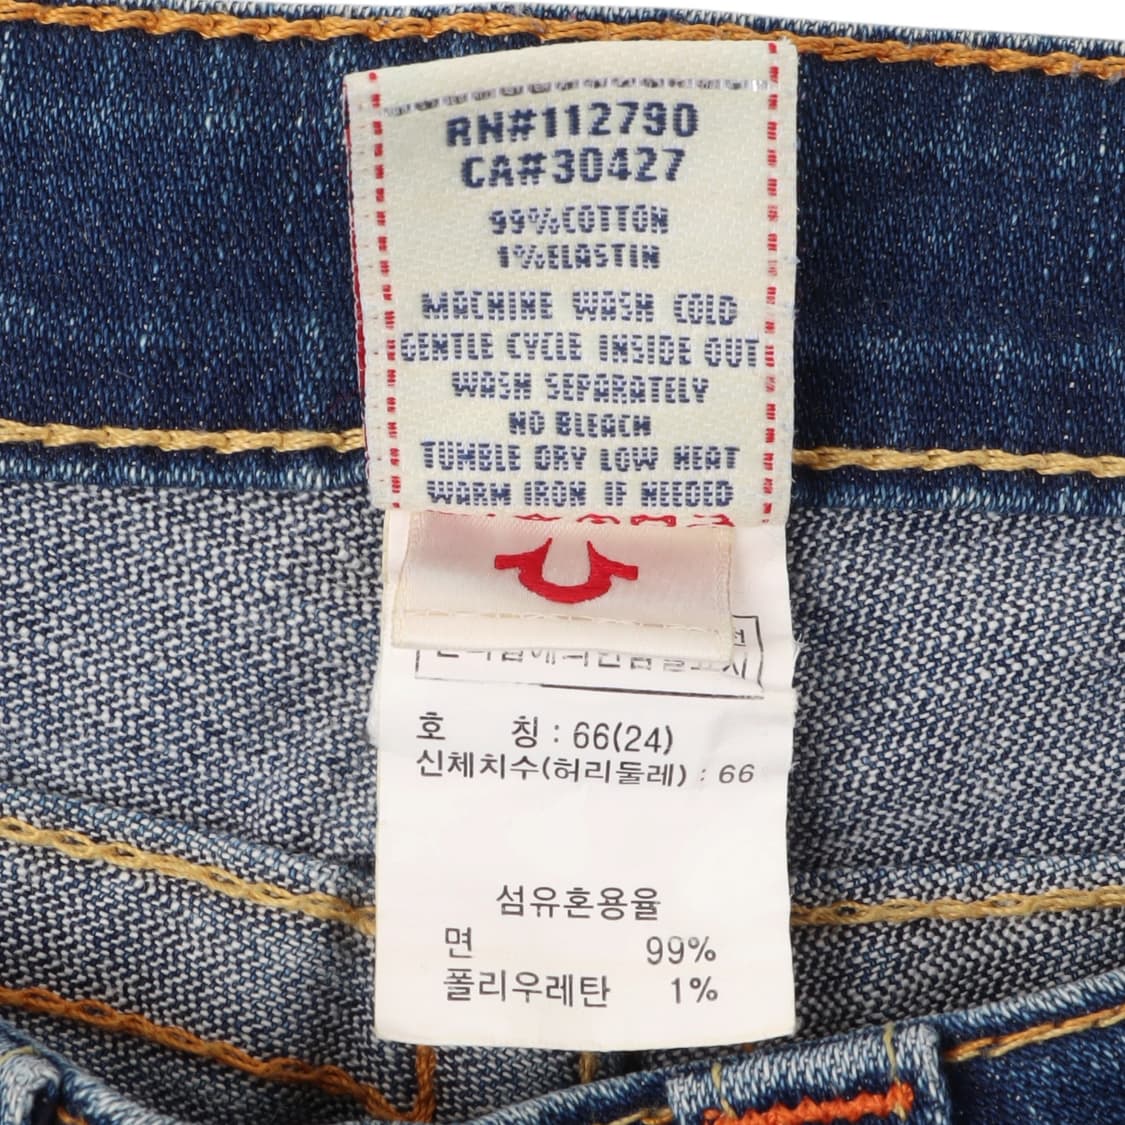 RN#112790
CA#30427
99%COTTON
1%ELASTIN
MACHINE WASH COLD
GENTLE CYCLE INSIDE OUT
WASH SEPARATELY
NO BLEACH
TUMBLE DRY LOW HEAT
WARM IRON IF NEEDED
호 칭 : 66(24)
신체치수(허리둘레) : 66
섬유혼용율
면 99%
폴리우레탄 1%